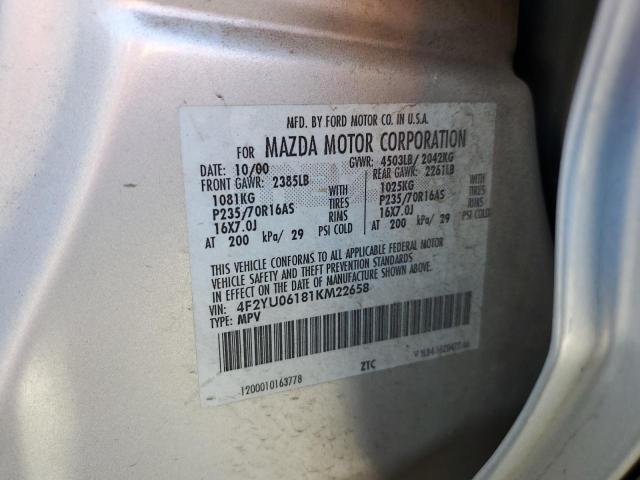 MFD. BY FORD MOTOR CO. IN U.S.A.
FOR MAZDA MOTOR CORPORATION
DATE: 10/00 GVWR: 4503LB/ 2042KG
FRONT GAWR: 2385LB REAR GAWR: 2261LB
1081KG WITH 1025KG WITH
P235/70R16AS TIRES P235/70R16AS TIRES
16X7.0J RIMS 16X7.0J RIMS
AT 200 kPa/ 29 PSI COLD AT 200 kPa/ 29 PSI COLD
THIS VEHICLE CONFORMS TO ALL APPLICABLE FEDERAL MOTOR
VEHICLE SAFETY AND THEFT PREVENTION STANDARDS
IN EFFECT ON THE DATE OF MANUFACTURE SHOWN ABOVE.
VIN: 4F2YU06181KM22658
TYPE: MPV
ZTC
1200010163778